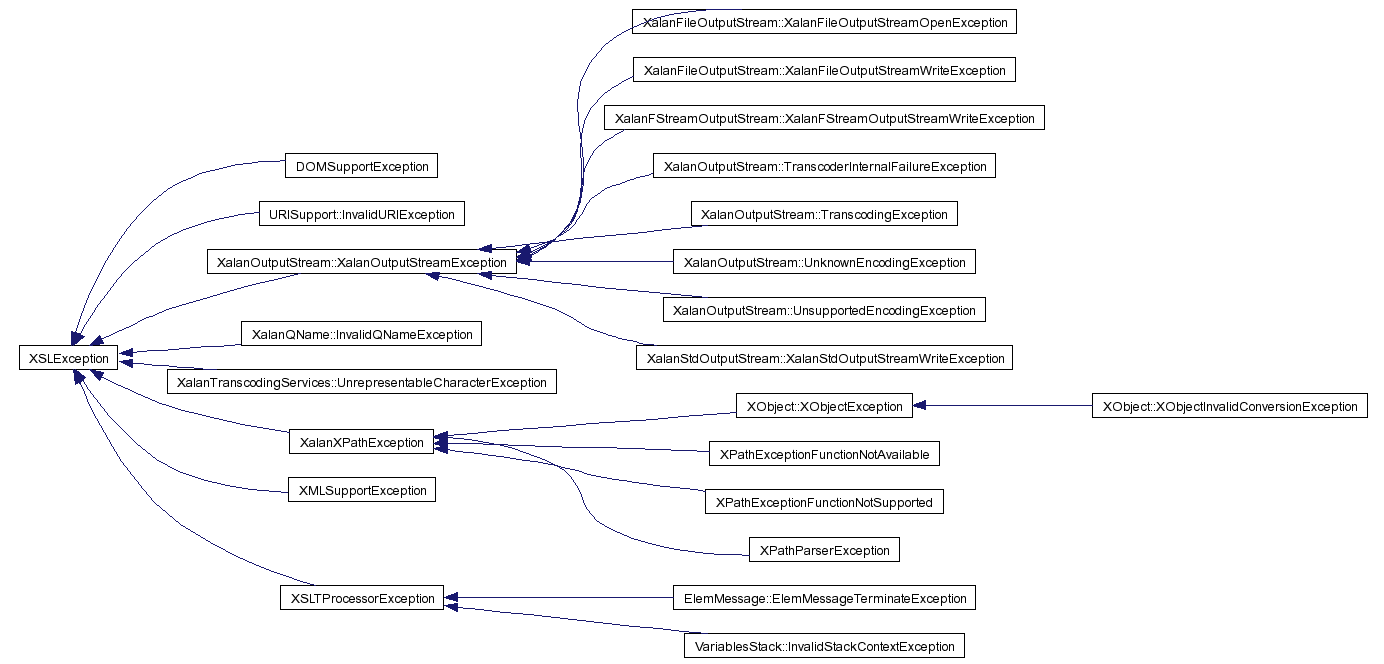 XalanFileOutputStream::XalanFileOutputStreamOpenException
XalanFileOutputStream::XalanFileOutputStreamWriteException
XalanFStreamOutputStream::XalanFStreamOutputStreamWriteException
DOMSupportException
XalanOutputStream::TranscoderInternalFailureException
URISupport::InvalidURIException
XalanOutputStream::TranscodingException
XalanOutputStream::XalanOutputStreamException
XalanOutputStream::UnknownEncodingException
XalanOutputStream::UnsupportedEncodingException
XalanQName::InvalidQNameException
XSLException
XalanStdOutputStream::XalanStdOutputStreamWriteException
XalanTranscodingServices::UnrepresentableCharacterException
XObject::XObjectException
XObject::XObjectInvalidConversionException
XalanXPathException
XPathExceptionFunctionNotAvailable
XMLSupportException
XPathExceptionFunctionNotSupported
XPathParserException
XSLTProcessorException
ElemMessage::ElemMessageTerminateException
VariablesStack::InvalidStackContextException